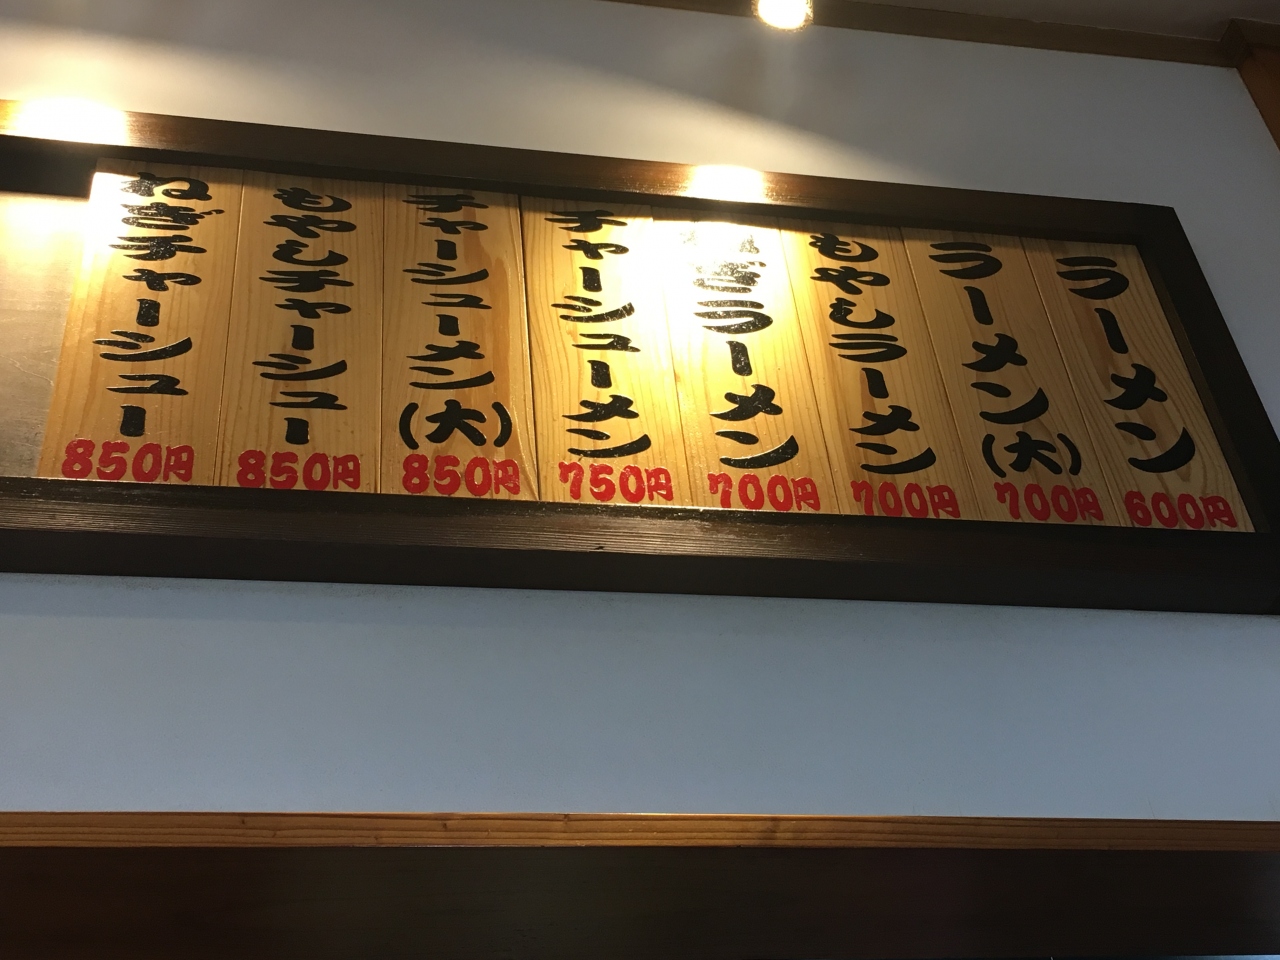 ラーメン
600円
ラーメン(大)
700円
もやしラーメン
700円
ねぎラーメン
700円
チャーシューメン
750円
チャーシューメン(大)
850円
もやしチャーシュー
850円
ねぎチャーシュー
850円